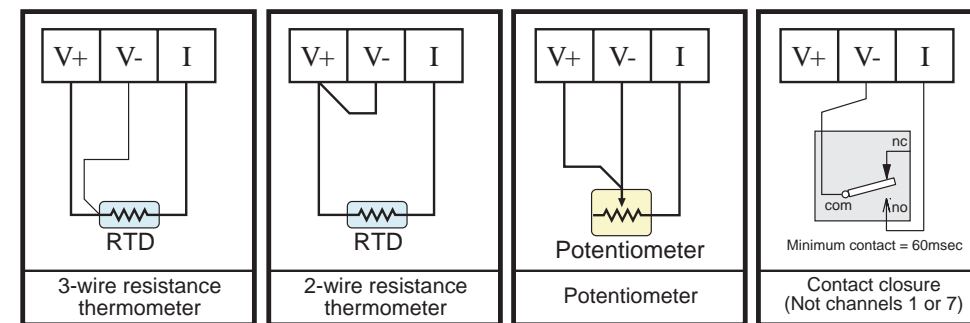 V+ V- I
RTD
3-wire resistance
thermometer
V+ V- I
RTD
2-wire resistance
thermometer
V+ V- I
Potentiometer
Potentiometer
V+ V- I
nc
com
no
Minimum contact = 60msec
Contact closure
(Not channels 1 or 7)